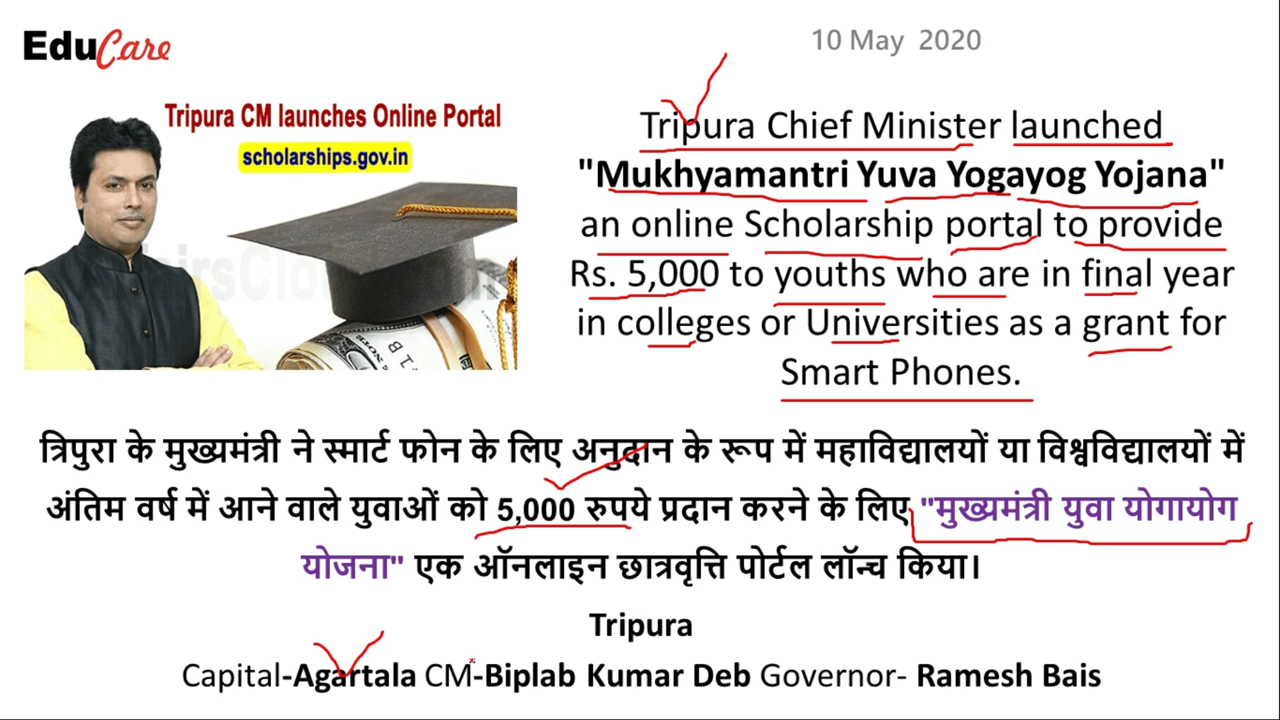 EduCare
10 May 2020
Tripura CM launches Online Portal
scholarships.gov.in
Tripura Chief Minister launched
"Mukhyamantri Yuva Yogayog Yojana"
an online Scholarship portal to provide
Rs. 5,000 to youths who are in final year
in colleges or Universities as a grant for
Smart Phones.
त्रिपुरा के मुख्यमंत्री ने स्मार्ट फोन के लिए अनुदान के रूप में महाविद्यालयों या विश्वविद्यालयों में
अंतिम वर्ष में आने वाले युवाओं को 5,000 रुपये प्रदान करने के लिए "मुख्यमंत्री युवा योगायोग
योजना" एक ऑनलाइन छात्रवृत्ति पोर्टल लॉन्च किया।
Tripura
Capital-Agartala CM-Biplab Kumar Deb Governor- Ramesh Bais